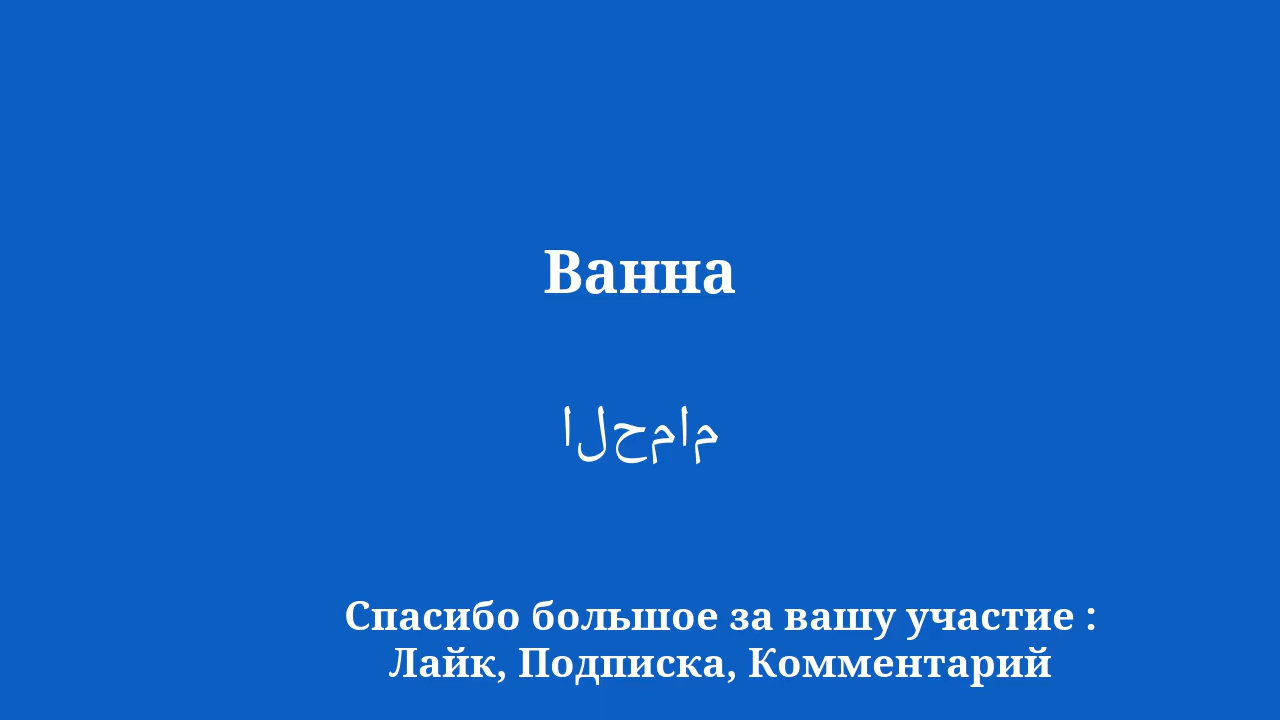 Ванна
الحمام
Спасибо большое за вашу участие :
Лайк, Подписка, Комментарий